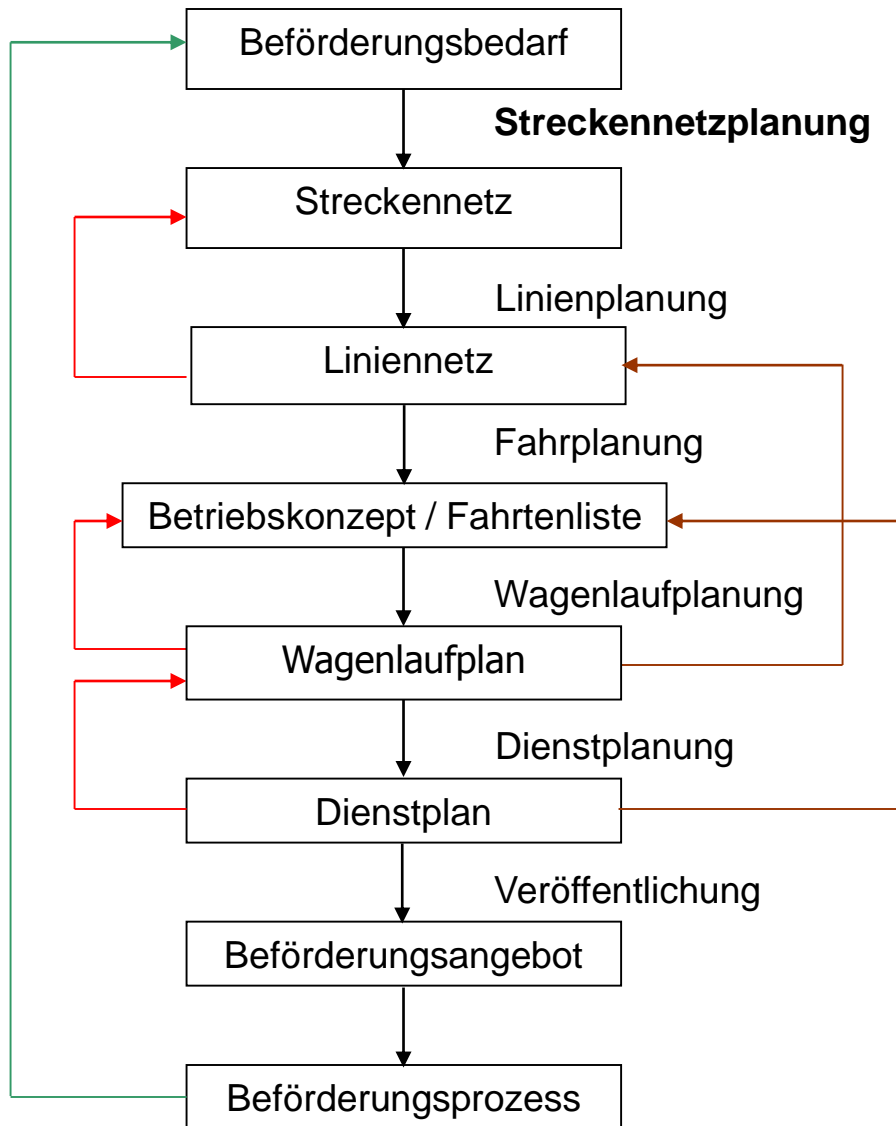 Beförderungsbedarf
Streckennetzplanung
Streckennetz
Linienplanung
Liniennetz
Fahrplanung
Betriebskonzept / Fahrtenliste
Wagenlaufplanung
Wagenlaufplan
Dienstplanung
Dienstplan
Veröffentlichung
Beförderungsangebot
Beförderungsprozess